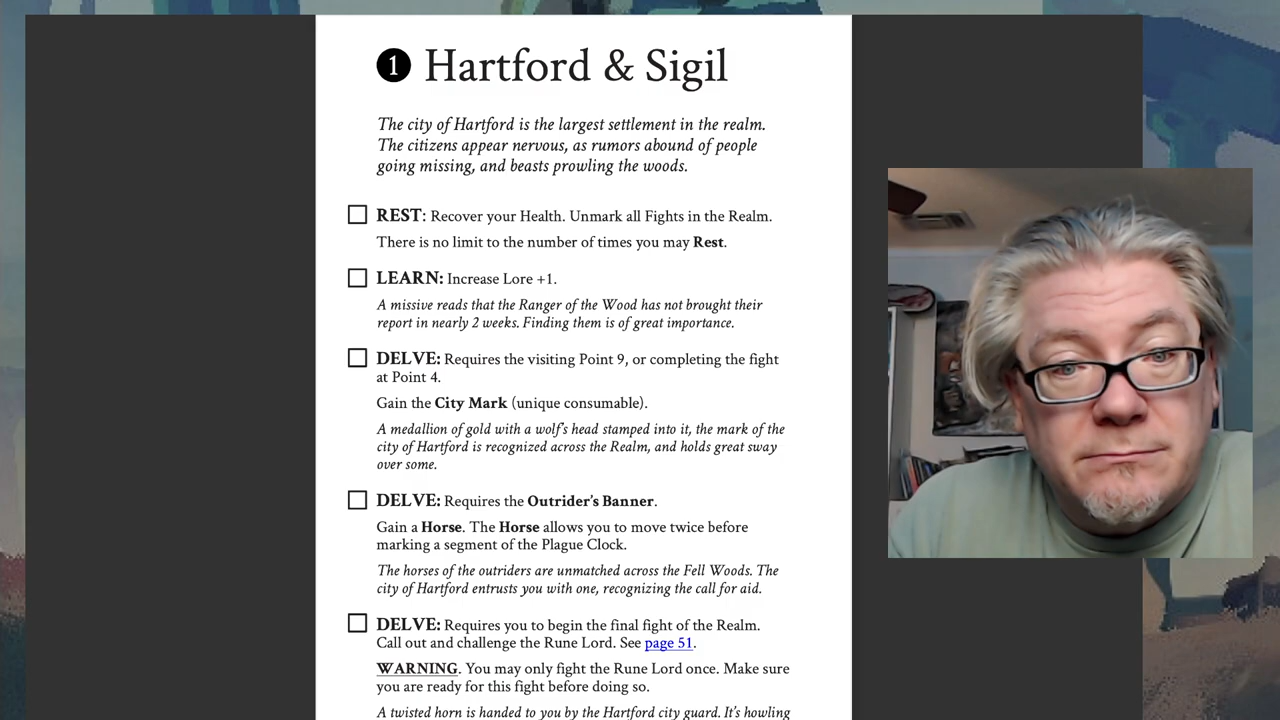 1 Hartford & Sigil
The city of Hartford is the largest settlement in the realm.
The citizens appear nervous, as rumors abound of people
going missing, and beasts prowling the woods.
REST: Recover your Health. Unmark all Fights in the Realm.
There is no limit to the number of times you may Rest.
LEARN: Increase Lore +1.
A missive reads that the Ranger of the Wood has not brought their
report in nearly 2 weeks. Finding them is of great importance.
DELVE: Requires the visiting Point 9, or completing the fight
at Point 4.
Gain the City Mark (unique consumable).
A medallion of gold with a wolf's head stamped into it, the mark of the
city of Hartford is recognized across the Realm, and holds great sway
over some.
DELVE: Requires the Outrider's Banner.
Gain a Horse. The Horse allows you to move twice before
marking a segment of the Plague Clock.
The horses of the outriders are unmatched across the Fell Woods. The
city of Hartford entrusts you with one, recognizing the call for aid.
DELVE: Requires you to begin the final fight of the Realm.
Call out and challenge the Rune Lord. See page 51.
WARNING. You may only fight the Rune Lord once. Make sure
you are ready for this fight before doing so.
A twisted horn is handed to you by the Hartford city guard. It's howling